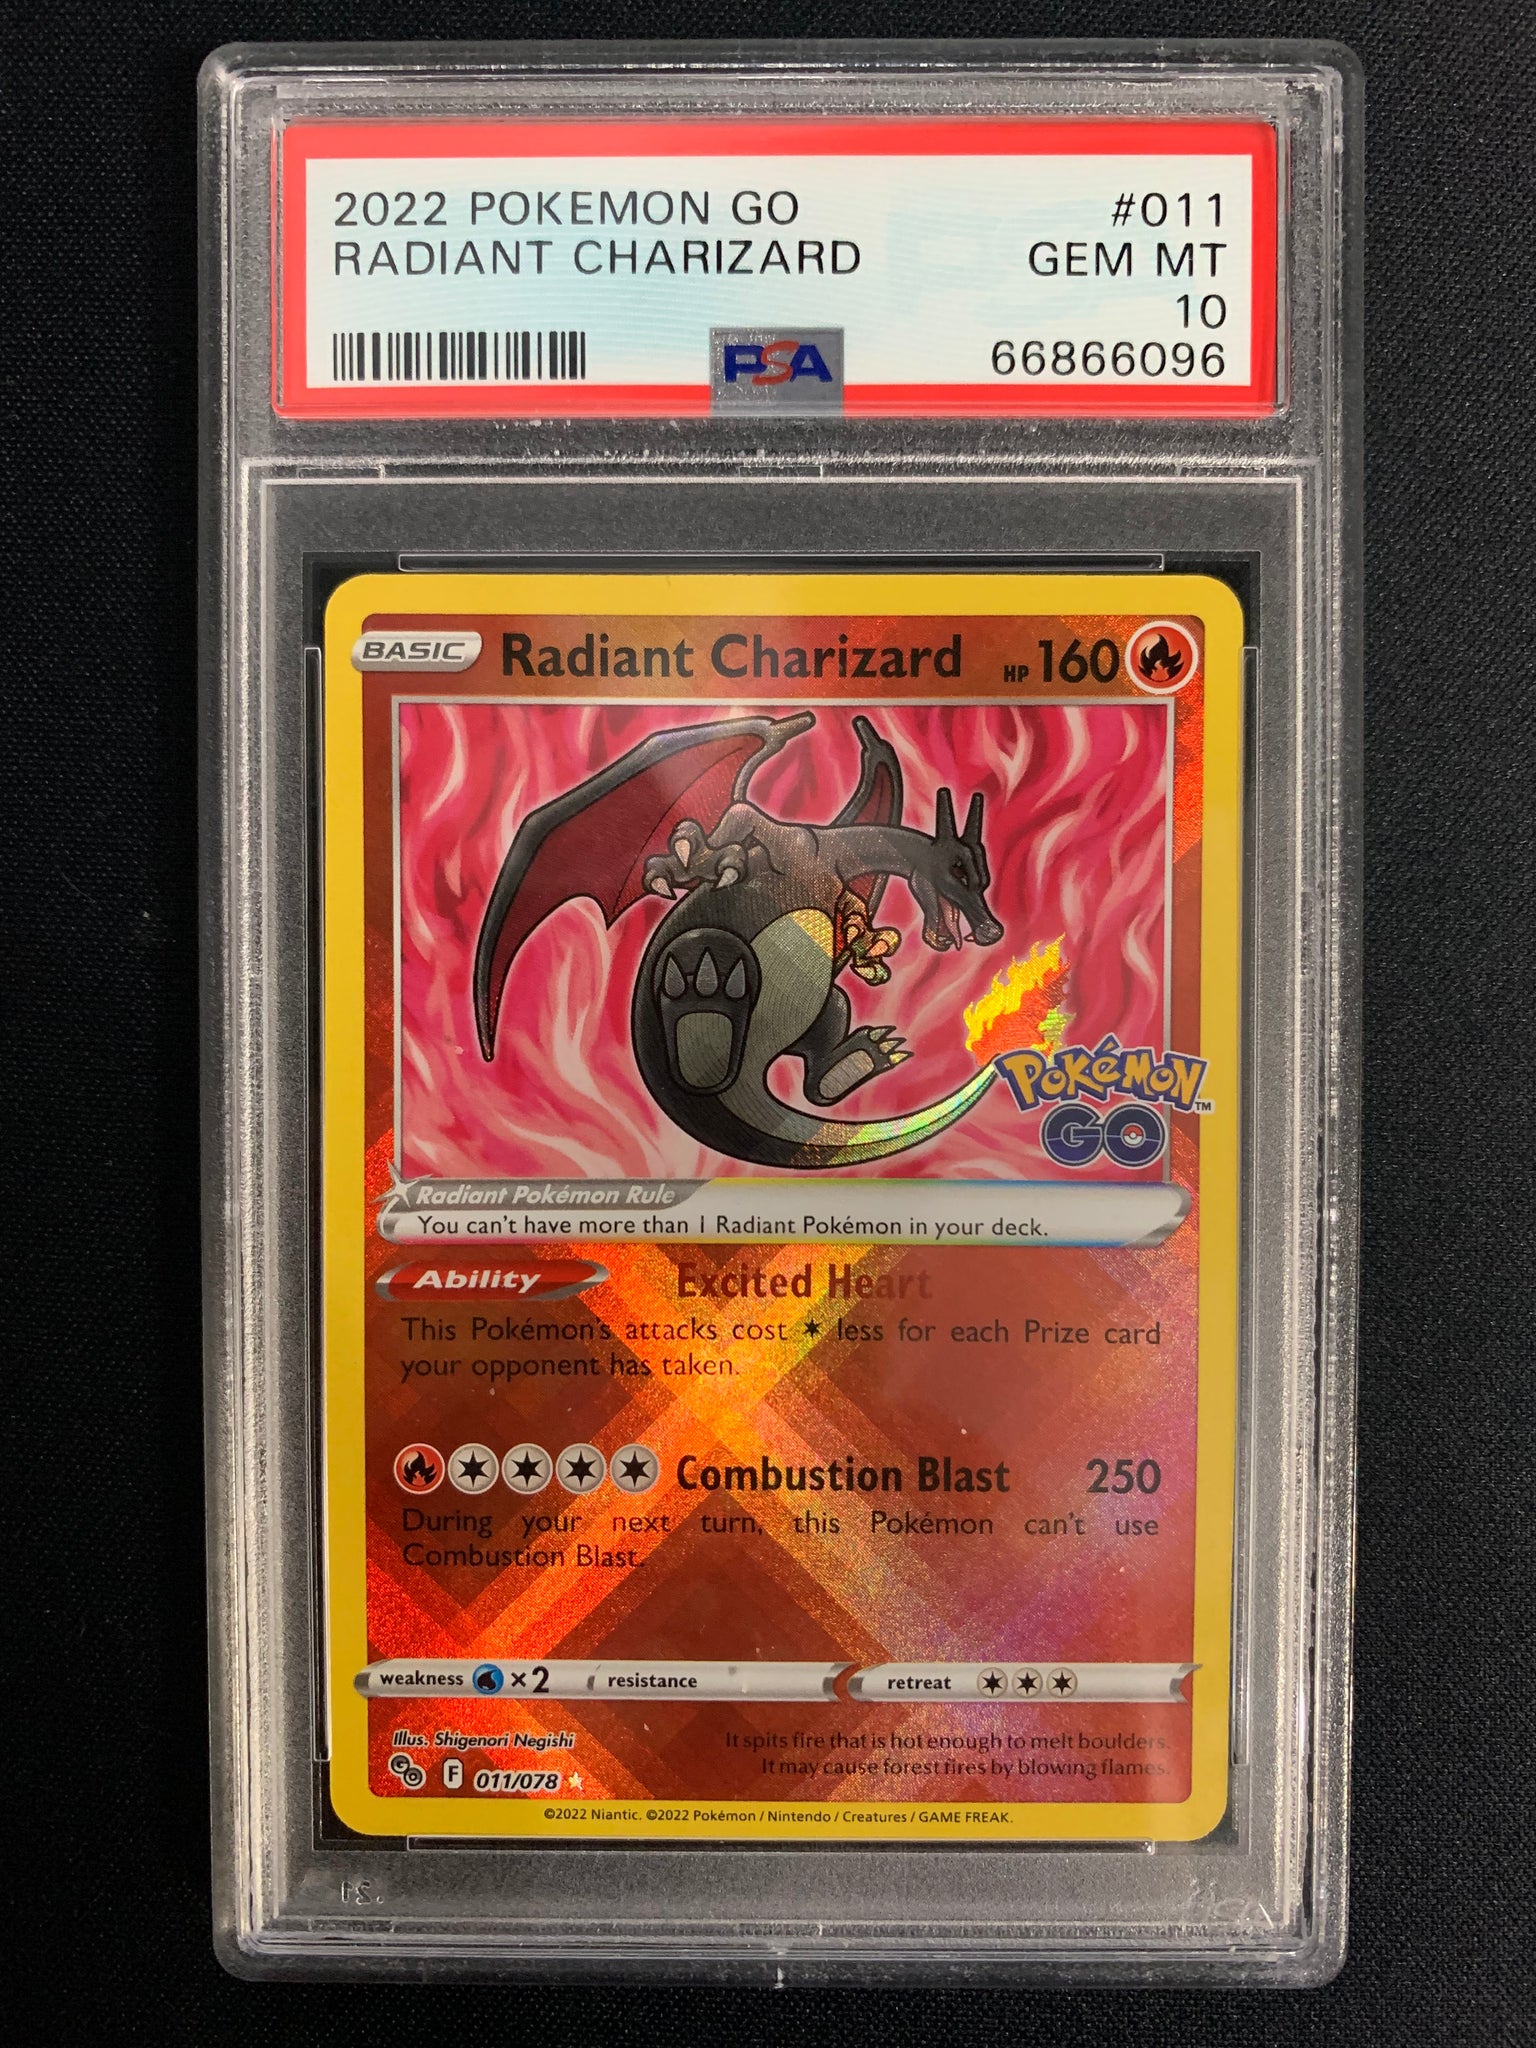 2022 POKEMON GO #011
RADIANT CHARIZARD GEM MT
10
PSA 66866096
BASIC Radiant Charizard HP 160
POKéMON™
GO
Radiant Pokémon Rule
You can't have more than 1 Radiant Pokémon in your deck.
Ability Excited Heart
This Pokémon's attacks cost less for each Prize card
your opponent has taken.
Combustion Blast 250
During your next turn, this Pokémon can't use
Combustion Blast.
weakness ×2 resistance retreat
Illus. Shigenori Negishi
It spits fire that is hot enough to melt boulders.
It may cause forest fires by blowing flames.
GO F 011/078
©2022 Niantic. ©2022 Pokémon / Nintendo / Creatures / GAME FREAK.